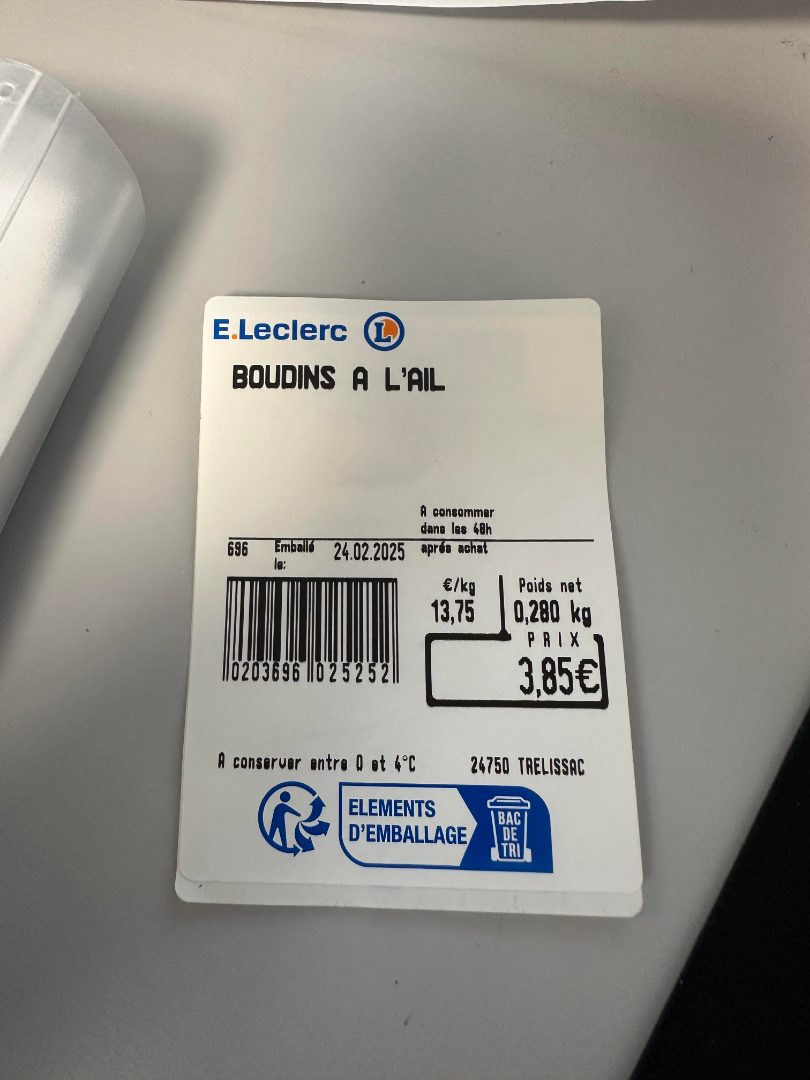 E.Leclerc L
BOUDINS A L'AIL
A consommer
dans les 48h
après achat
696 Emballé le: 24.02.2025
€/kg
13,75
Poids net
0,280 kg
PRIX
3,85€
0203696 025252
A conserver entre 0 et 4°C
24750 TRELISSAC
ELEMENTS
D'EMBALLAGE
BAC
DE
TRI